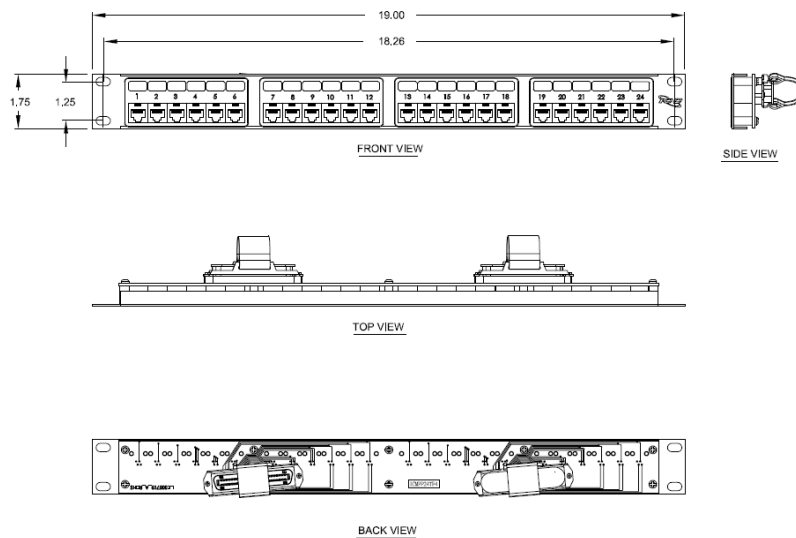 19.00
18,26
1,75
1,25
1 2 3 4 5 6 7 8 9 10 11 12 13 14 15 16 17 18 19 20 21 22 23 24
FRONT VIEW
SIDE VIEW
TOP VIEW
BACK VIEW